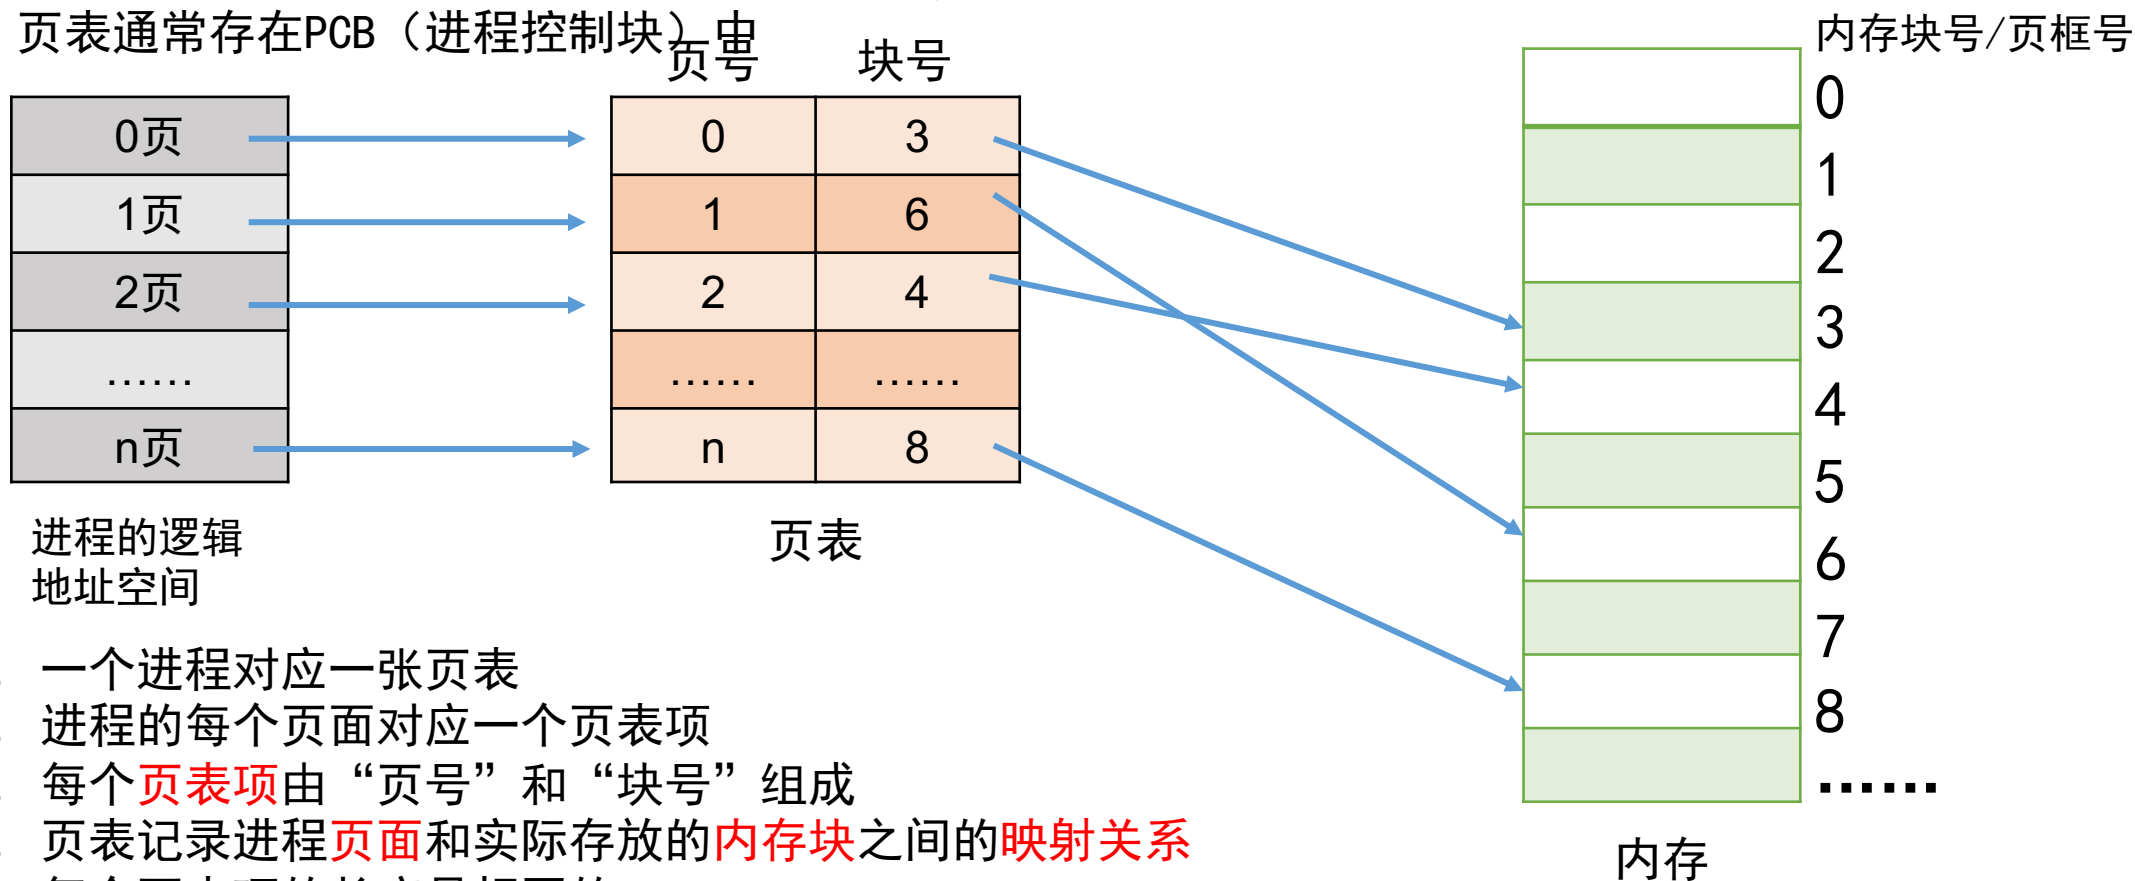 页表通常存在PCB（进程控制块）中
页号 块号
内存块号/页框号
0页 0 3
1页 1 6
2页 2 4
…… …… ……
n页 n 8
进程的逻辑
地址空间
页表
0
1
2
3
4
5
6
7
8
……
内存
一个进程对应一张页表
进程的每个页面对应一个页表项
每个页表项由“页号”和“块号”组成
页表记录进程页面和实际存放的内存块之间的映射关系